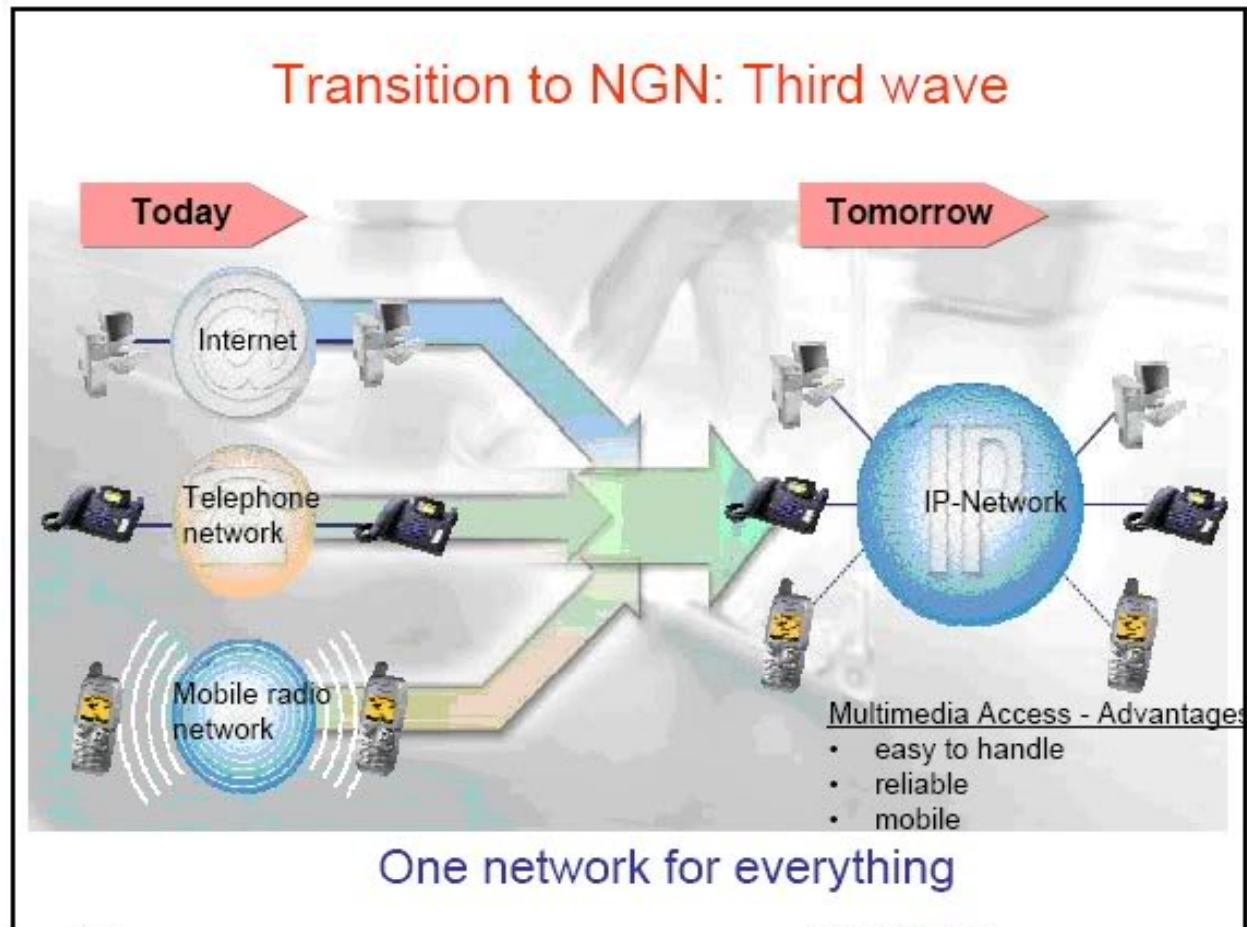 Transition to NGN: Third wave
Today
Tomorrow
Internet
Telephone
network
Mobile radio
network
IP
IP-Network
Multimedia Access - Advantages
• easy to handle
• reliable
• mobile
One network for everything